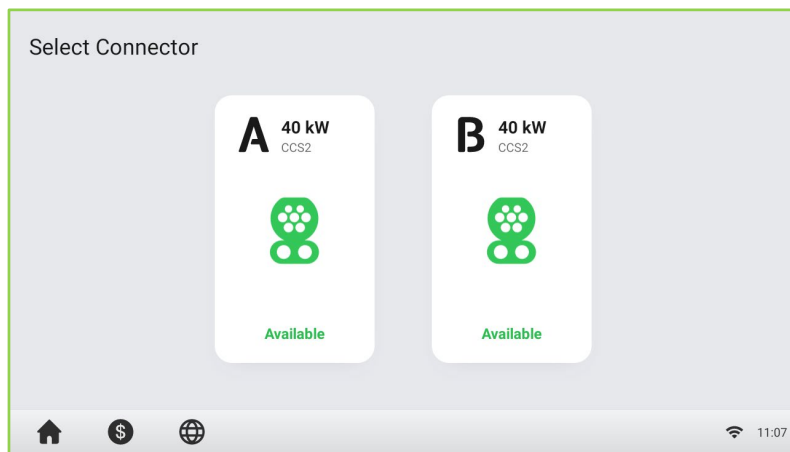 Select Connector
A 40 kW
CCS2
Available
B 40 kW
CCS2
Available
$
11:07